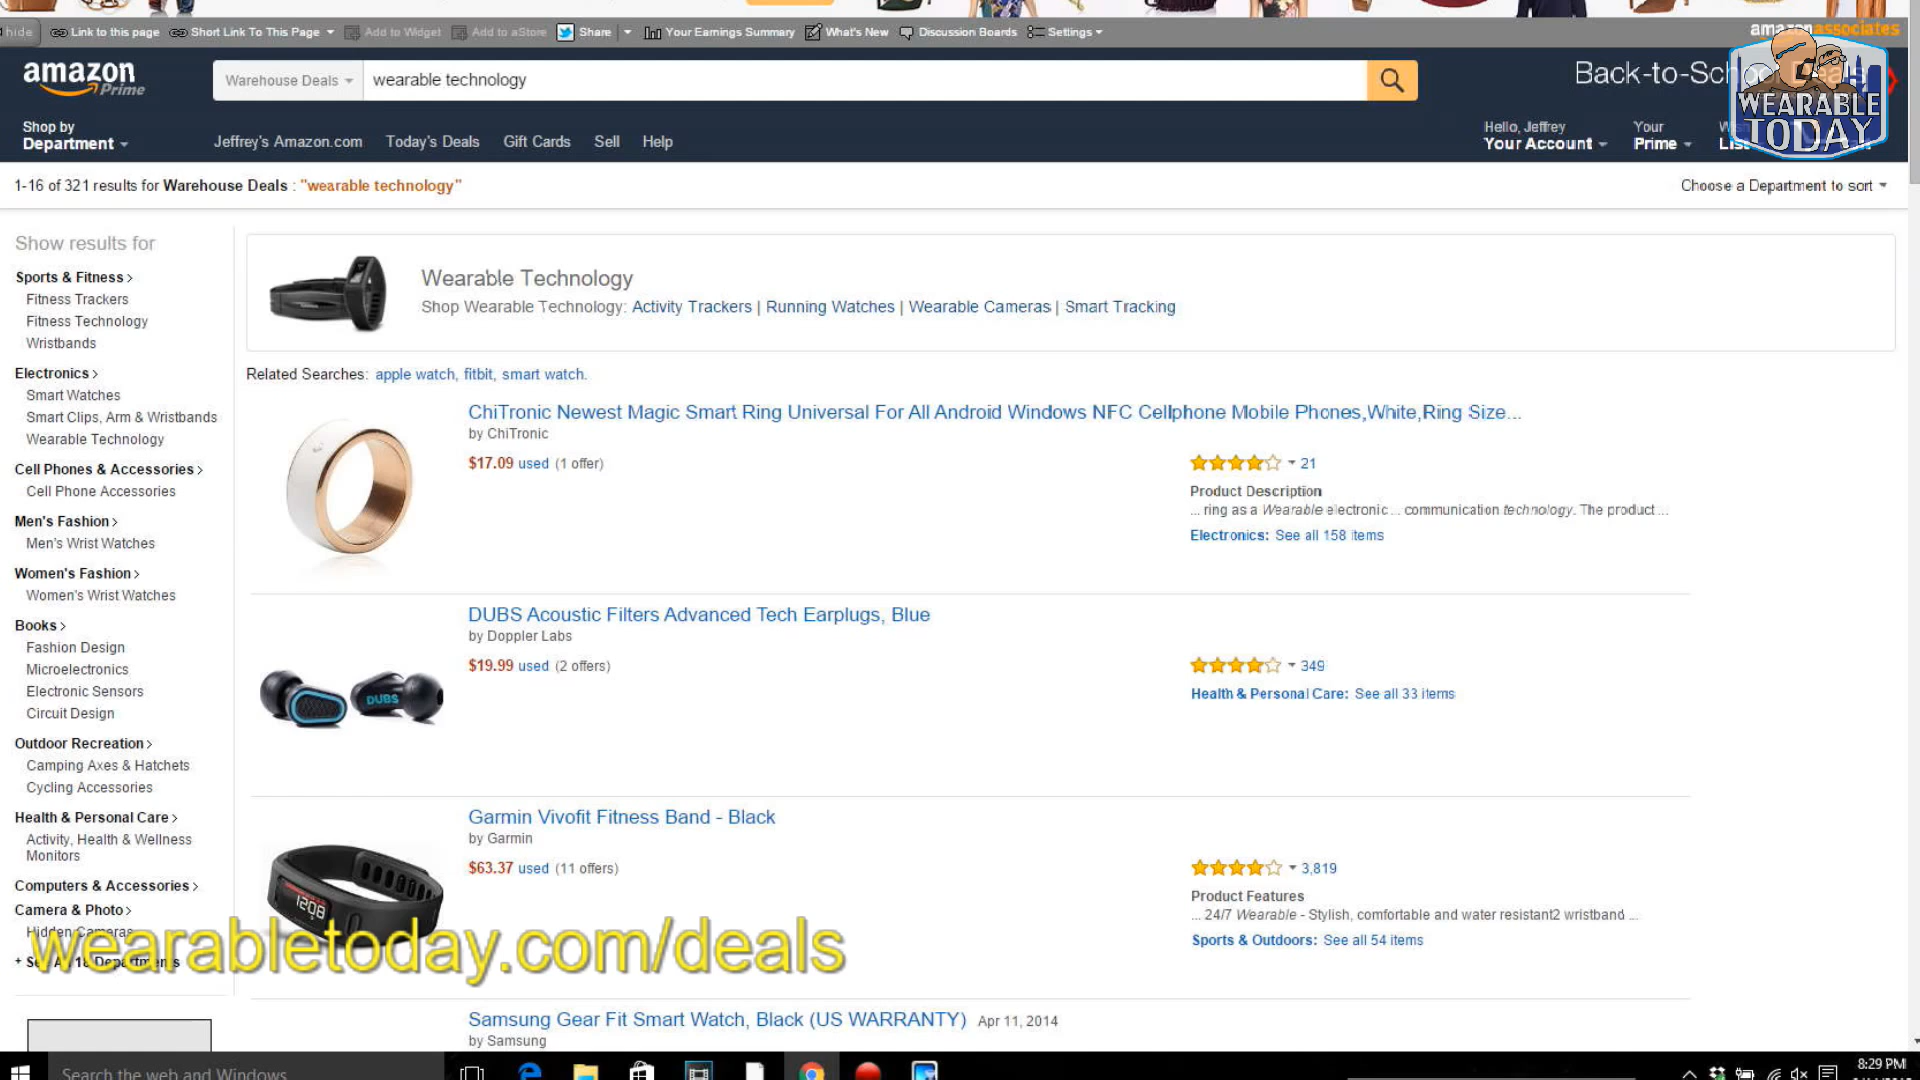 hide Link to this page Short Link To This Page Add to Widget Add to aStore Share Your Earnings Summary What's New Discussion Boards Settings amazonassociates
amazon Prime
Warehouse Deals wearable technology
Back-to-School Deals
WEARABLE TODAY
Shop by Department
Jeffrey's Amazon.com Today's Deals Gift Cards Sell Help
Hello, Jeffrey Your Account
Your Prime
List
1-16 of 321 results for Warehouse Deals : "wearable technology"
Choose a Department to sort
Show results for
Sports & Fitness
Fitness Trackers
Fitness Technology
Wristbands
Electronics
Smart Watches
Smart Clips, Arm & Wristbands
Wearable Technology
Cell Phones & Accessories
Cell Phone Accessories
Men's Fashion
Men's Wrist Watches
Women's Fashion
Women's Wrist Watches
Books
Fashion Design
Microelectronics
Electronic Sensors
Circuit Design
Outdoor Recreation
Camping Axes & Hatchets
Cycling Accessories
Health & Personal Care
Activity, Health & Wellness
Monitors
Computers & Accessories
Camera & Photo
Hidden Cameras
+ See All 18 Departments
Wearable Technology
Shop Wearable Technology: Activity Trackers | Running Watches | Wearable Cameras | Smart Tracking
Related Searches: apple watch, fitbit, smart watch.
ChiTronic Newest Magic Smart Ring Universal For All Android Windows NFC Cellphone Mobile Phones,White,Ring Size...
by ChiTronic
$17.09 used (1 offer)
21
Product Description
... ring as a Wearable electronic ... communication technology. The product ...
Electronics: See all 158 items
DUBS Acoustic Filters Advanced Tech Earplugs, Blue
by Doppler Labs
$19.99 used (2 offers)
349
Health & Personal Care: See all 33 items
DUBS
Garmin Vivofit Fitness Band - Black
by Garmin
$63.37 used (11 offers)
3,819
Product Features
... 24/7 Wearable - Stylish, comfortable and water resistant2 wristband ...
Sports & Outdoors: See all 54 items
1208
wearabletoday.com/deals
Samsung Gear Fit Smart Watch, Black (US WARRANTY) Apr 11, 2014
by Samsung
Search the web and Windows
8:29 PM